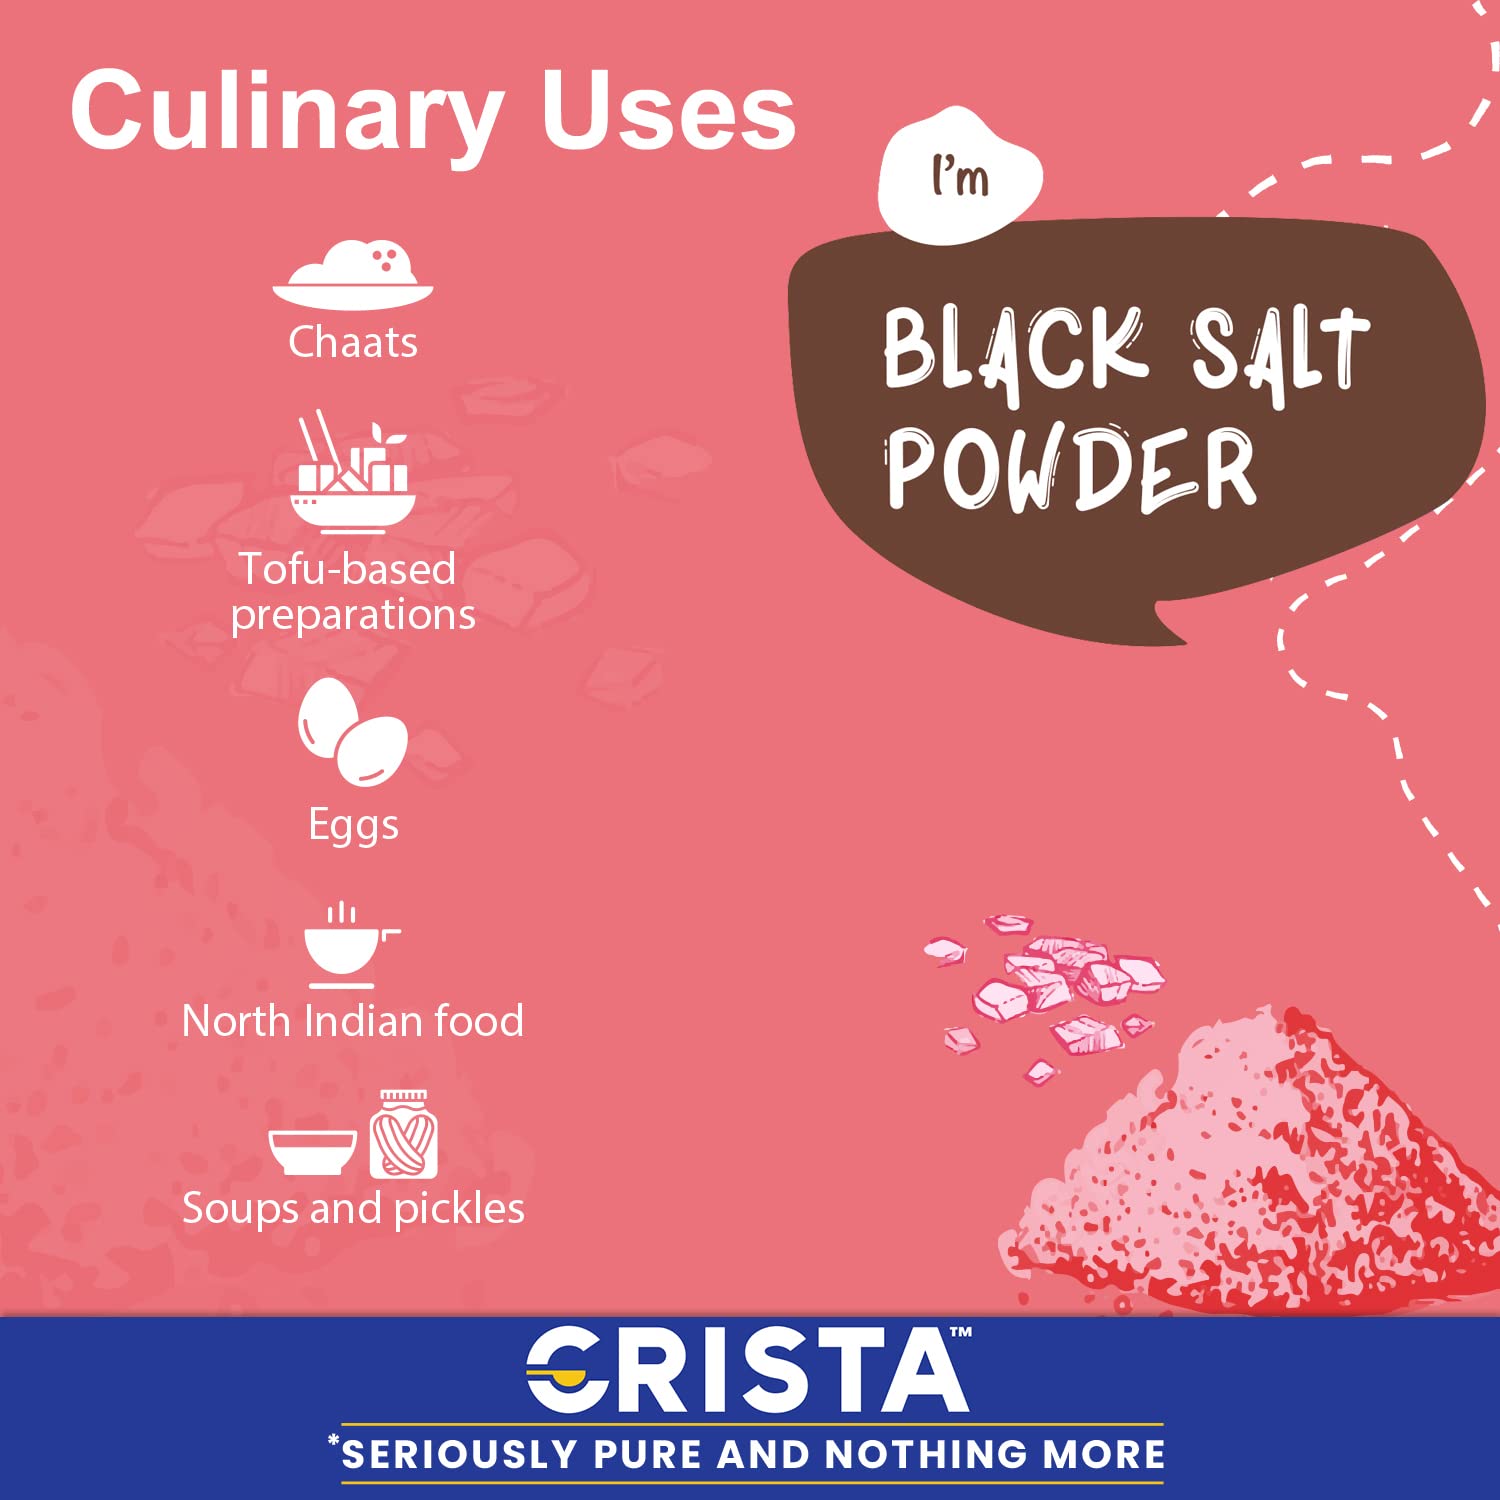 Culinary Uses
I'm
BLACK SALT
POWDER
Chaats
Tofu-based
preparations
Eggs
North Indian food
Soups and pickles
CRISTA™
*SERIOUSLY PURE AND NOTHING MORE